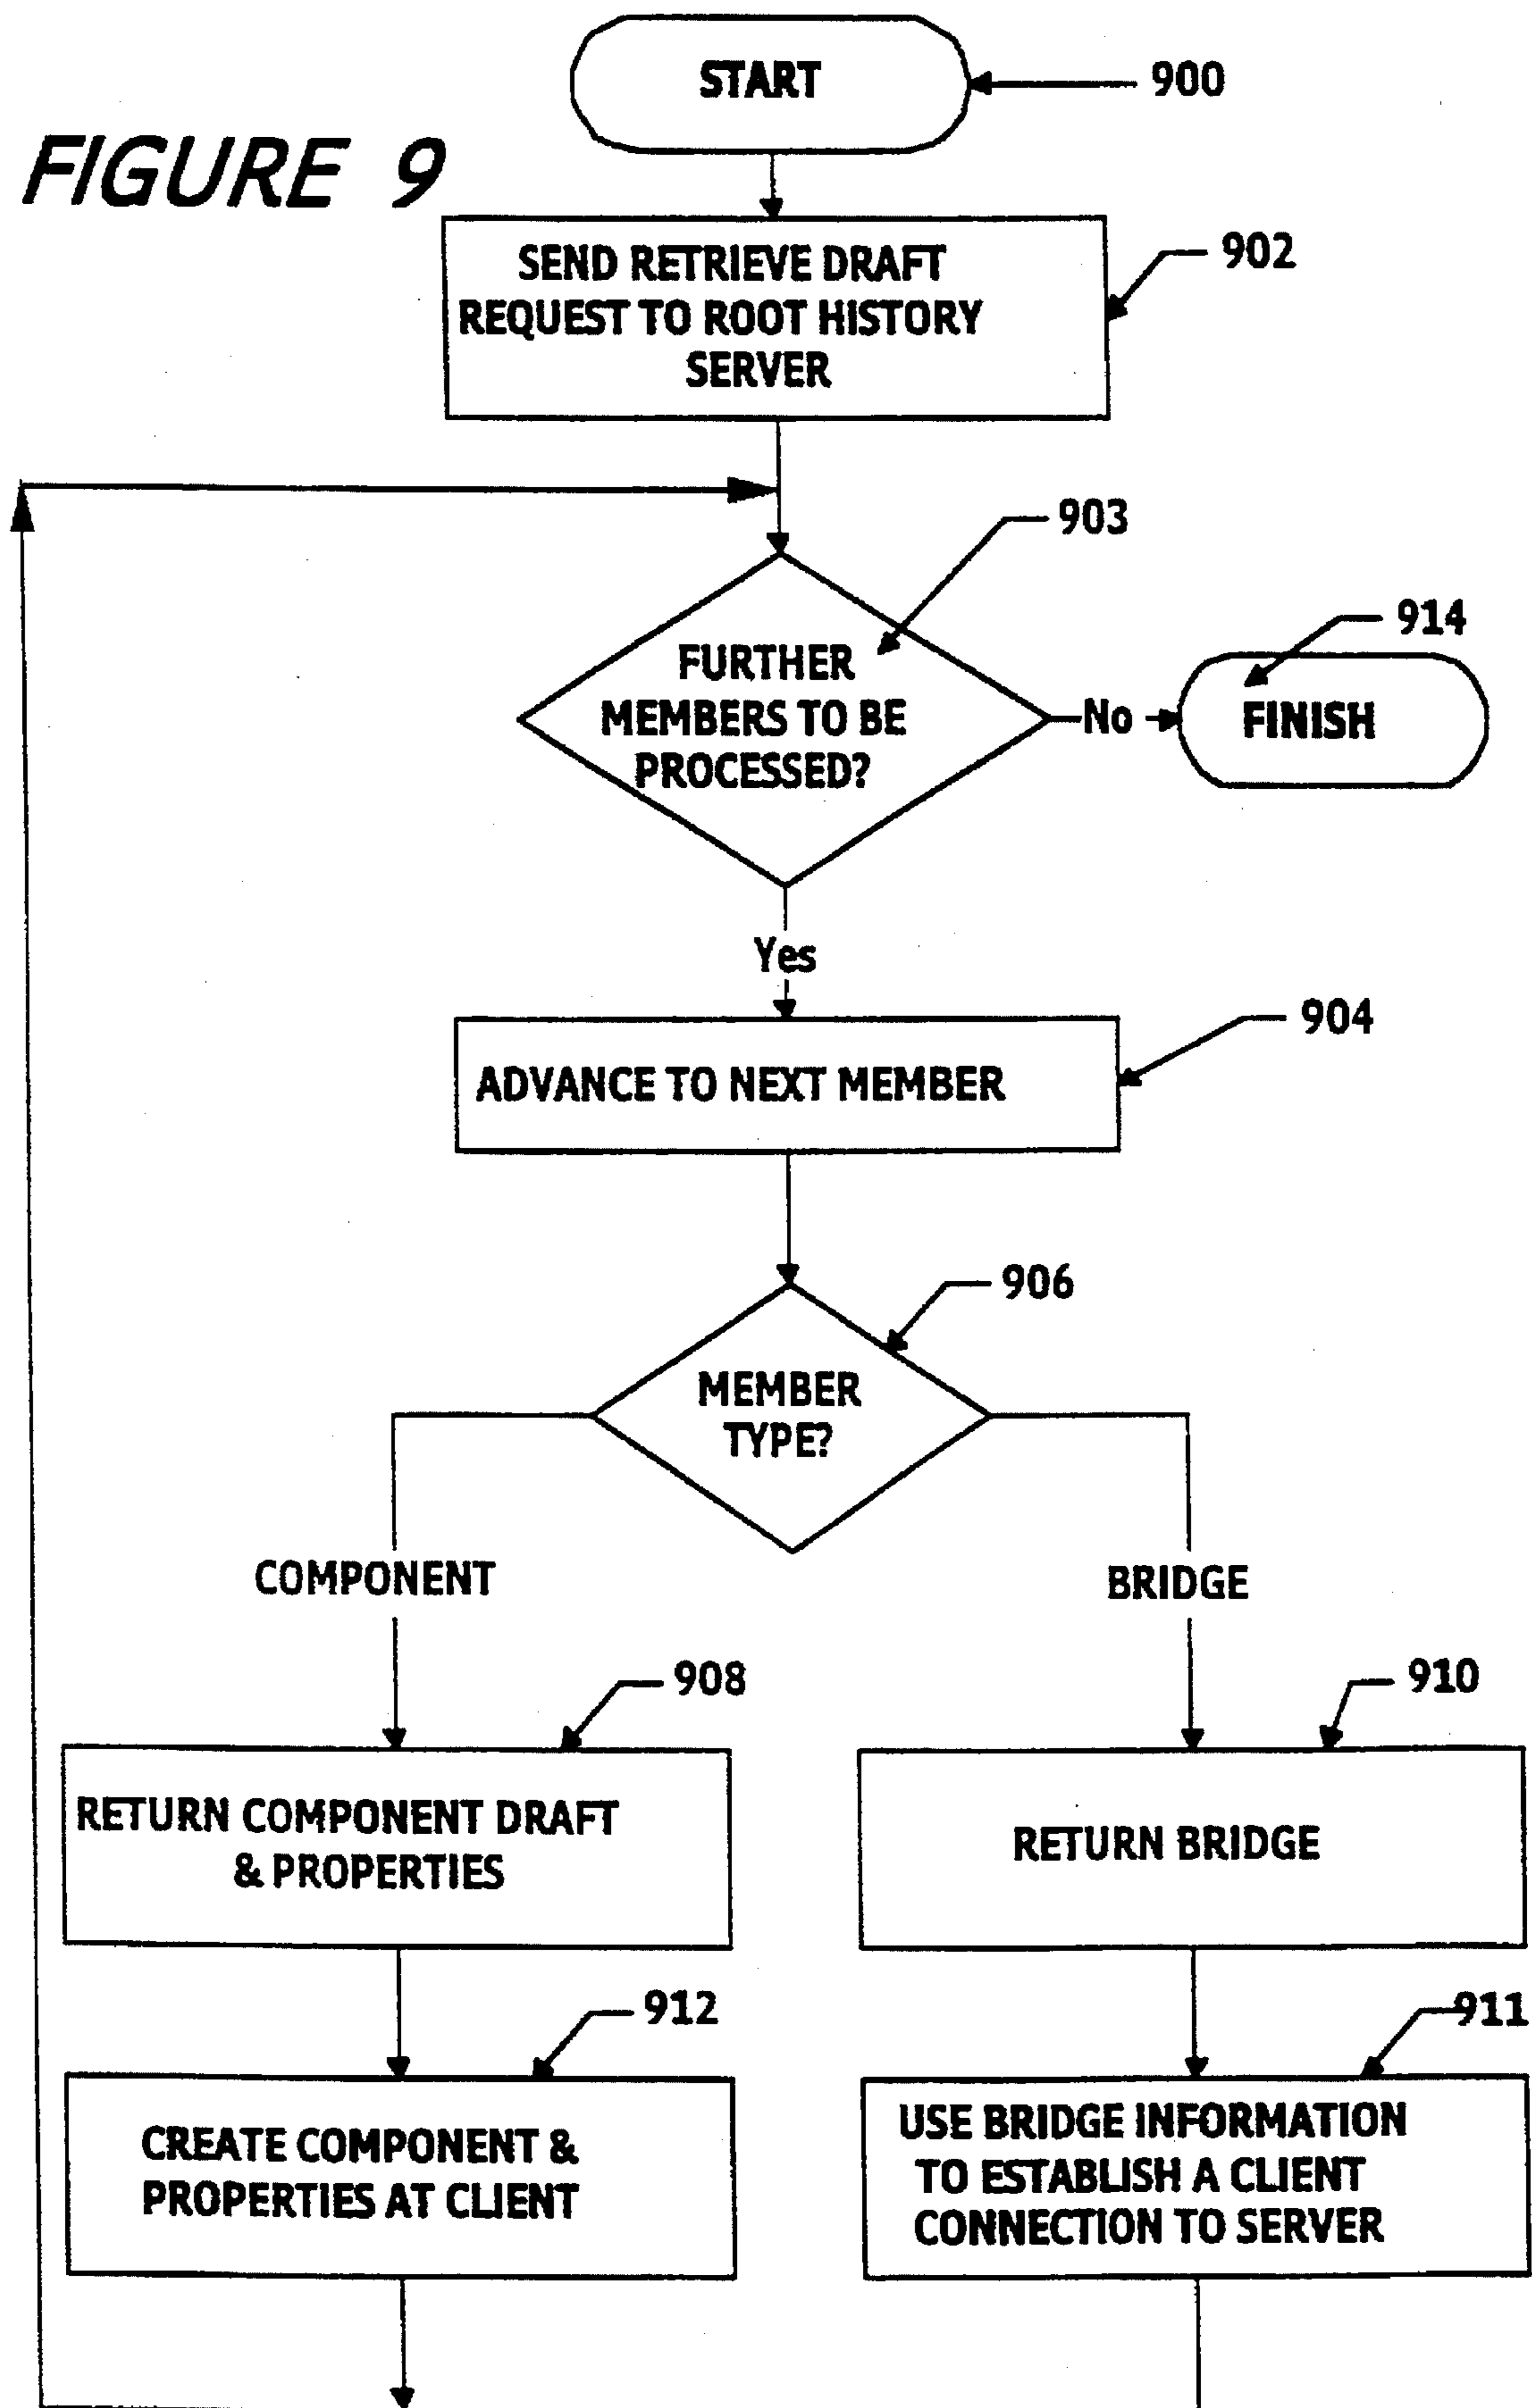 START
900
FIGURE 9
SEND RETRIEVE DRAFT
REQUEST TO ROOT HISTORY
SERVER
902
903
FURTHER
MEMBERS TO BE
PROCESSED?
No
914
FINISH
Yes
ADVANCE TO NEXT MEMBER
904
906
MEMBER
TYPE?
COMPONENT
BRIDGE
908
910
RETURN COMPONENT DRAFT
& PROPERTIES
RETURN BRIDGE
912
911
CREATE COMPONENT &
PROPERTIES AT CLIENT
USE BRIDGE INFORMATION
TO ESTABLISH A CLIENT
CONNECTION TO SERVER